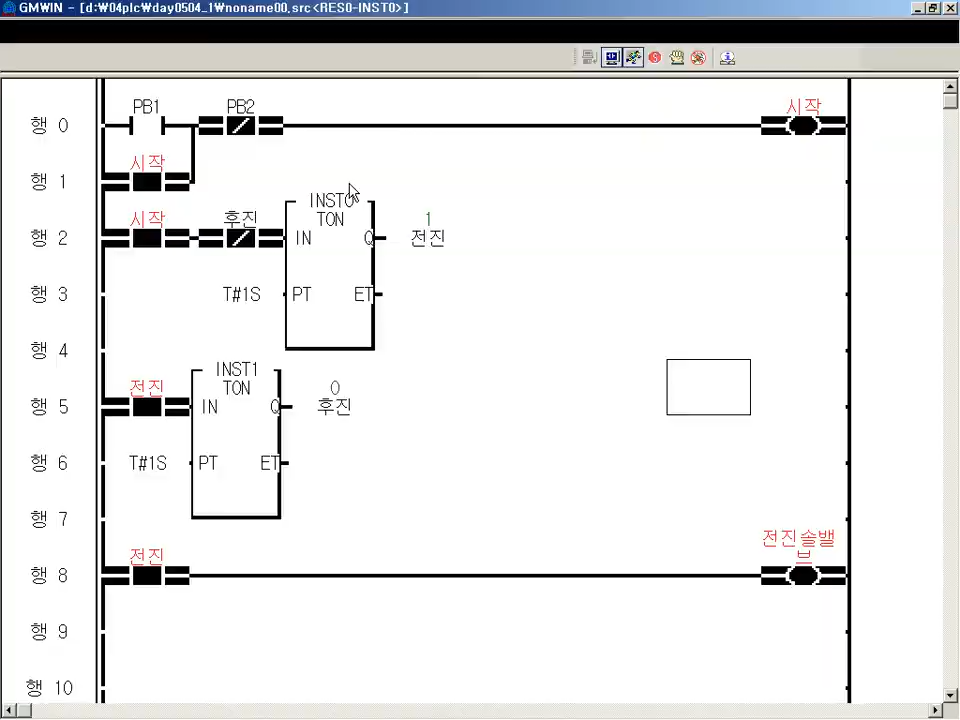 GMWIN - [d:\04plc\day0504_1\noname00.src<RES0-INST0>]
PB1 PB2 시작
행 0
시작
행 1
시작 후진 INST0 1
TON
행 2 IN Q 전진
행 3 T#1S PT ET
행 4
INST1
전진 TON 0
행 5 IN Q 후진
행 6 T#1S PT ET
행 7
전진 전진솔밸
브
행 8
행 9
행 10